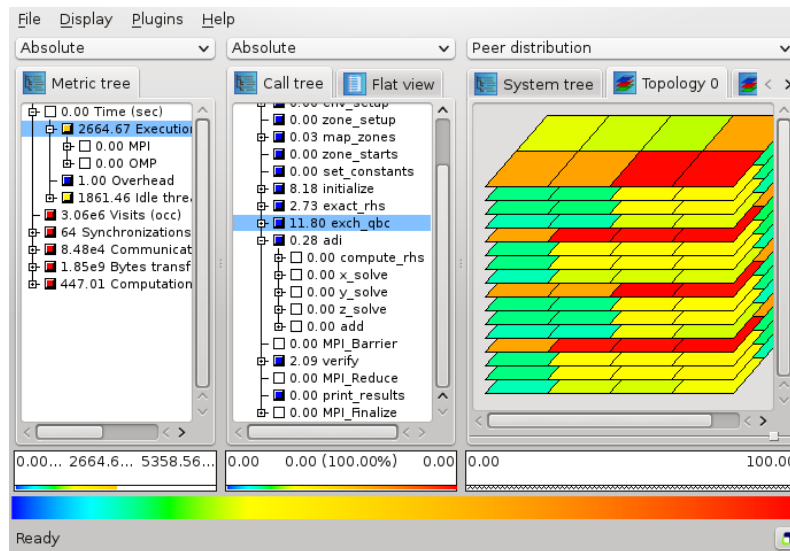 File Display Plugins Help
Absolute
Absolute
Peer distribution
Metric tree
Call tree
Flat view
System tree
Topology 0
0.00 Time (sec)
2664.67 Execution
0.00 MPI
0.00 OMP
1.00 Overhead
1861.46 Idle
3.06e6 Visits (occ)
64 Synchronizations
8.48e4 Communicat
1.85e9 Bytes transf
447.01 Computation
0.00 env_setup
0.00 zone_setup
0.03 map_zones
0.00 zone_starts
0.00 set_constants
8.18 initialize
2.73 exact_rhs
11.80 exch_qbc
0.28 adi
0.00 compute_rhs
0.00 x_solve
0.00 y_solve
0.00 z_solve
0.00 add
0.00 MPI_Barrier
2.09 verify
0.00 MPI_Reduce
0.00 print_results
0.00 MPI_Finalize
0.00... 2664.6... 5358.56...
0.00 0.00 (100.00%) 0.00
0.00 100.0
Ready